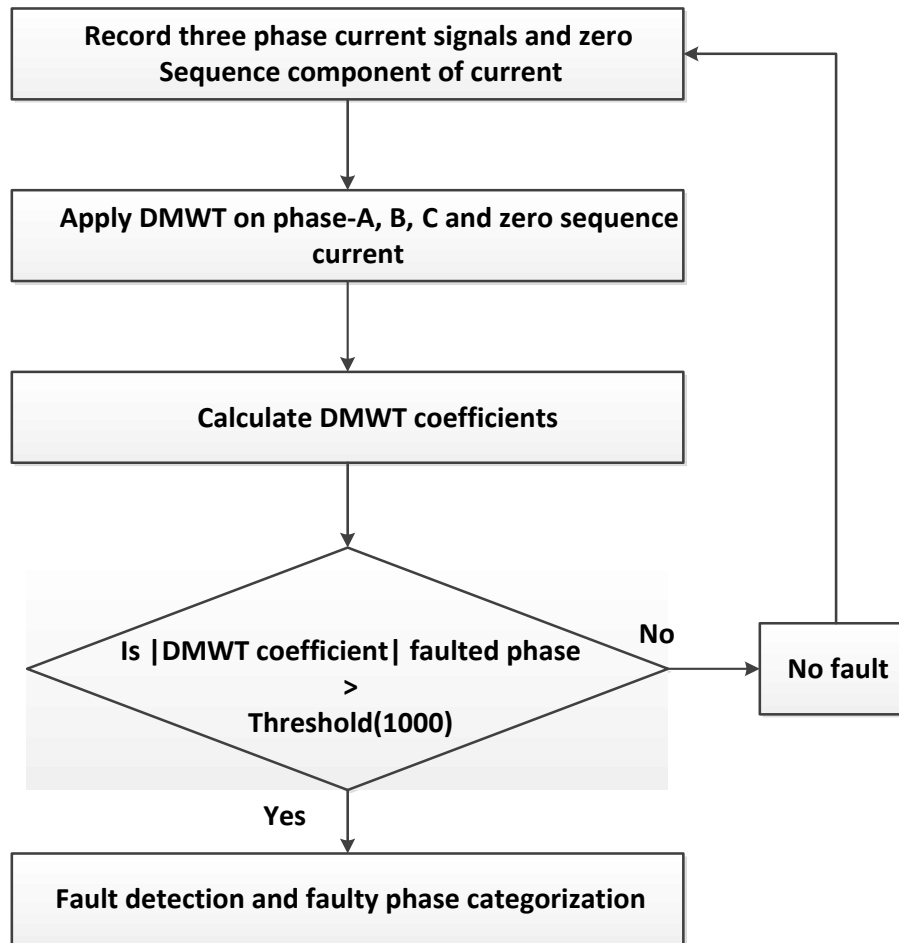 Record three phase current signals and zero
Sequence component of current
Apply DMWT on phase-A, B, C and zero sequence
current
Calculate DMWT coefficients
Is |DMWT coefficient| faulted phase
>
Threshold(1000)
No
No fault
Yes
Fault detection and faulty phase categorization